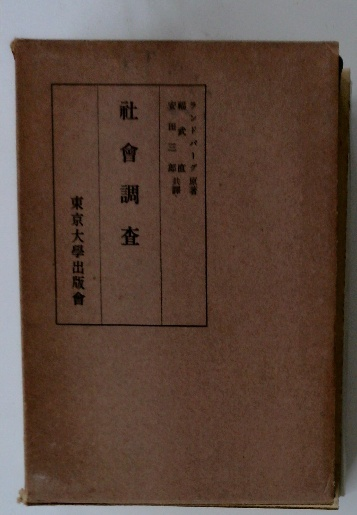 ランドバーグ原著
福武直
安田三郎共譯
社會調査
東京大學出版會